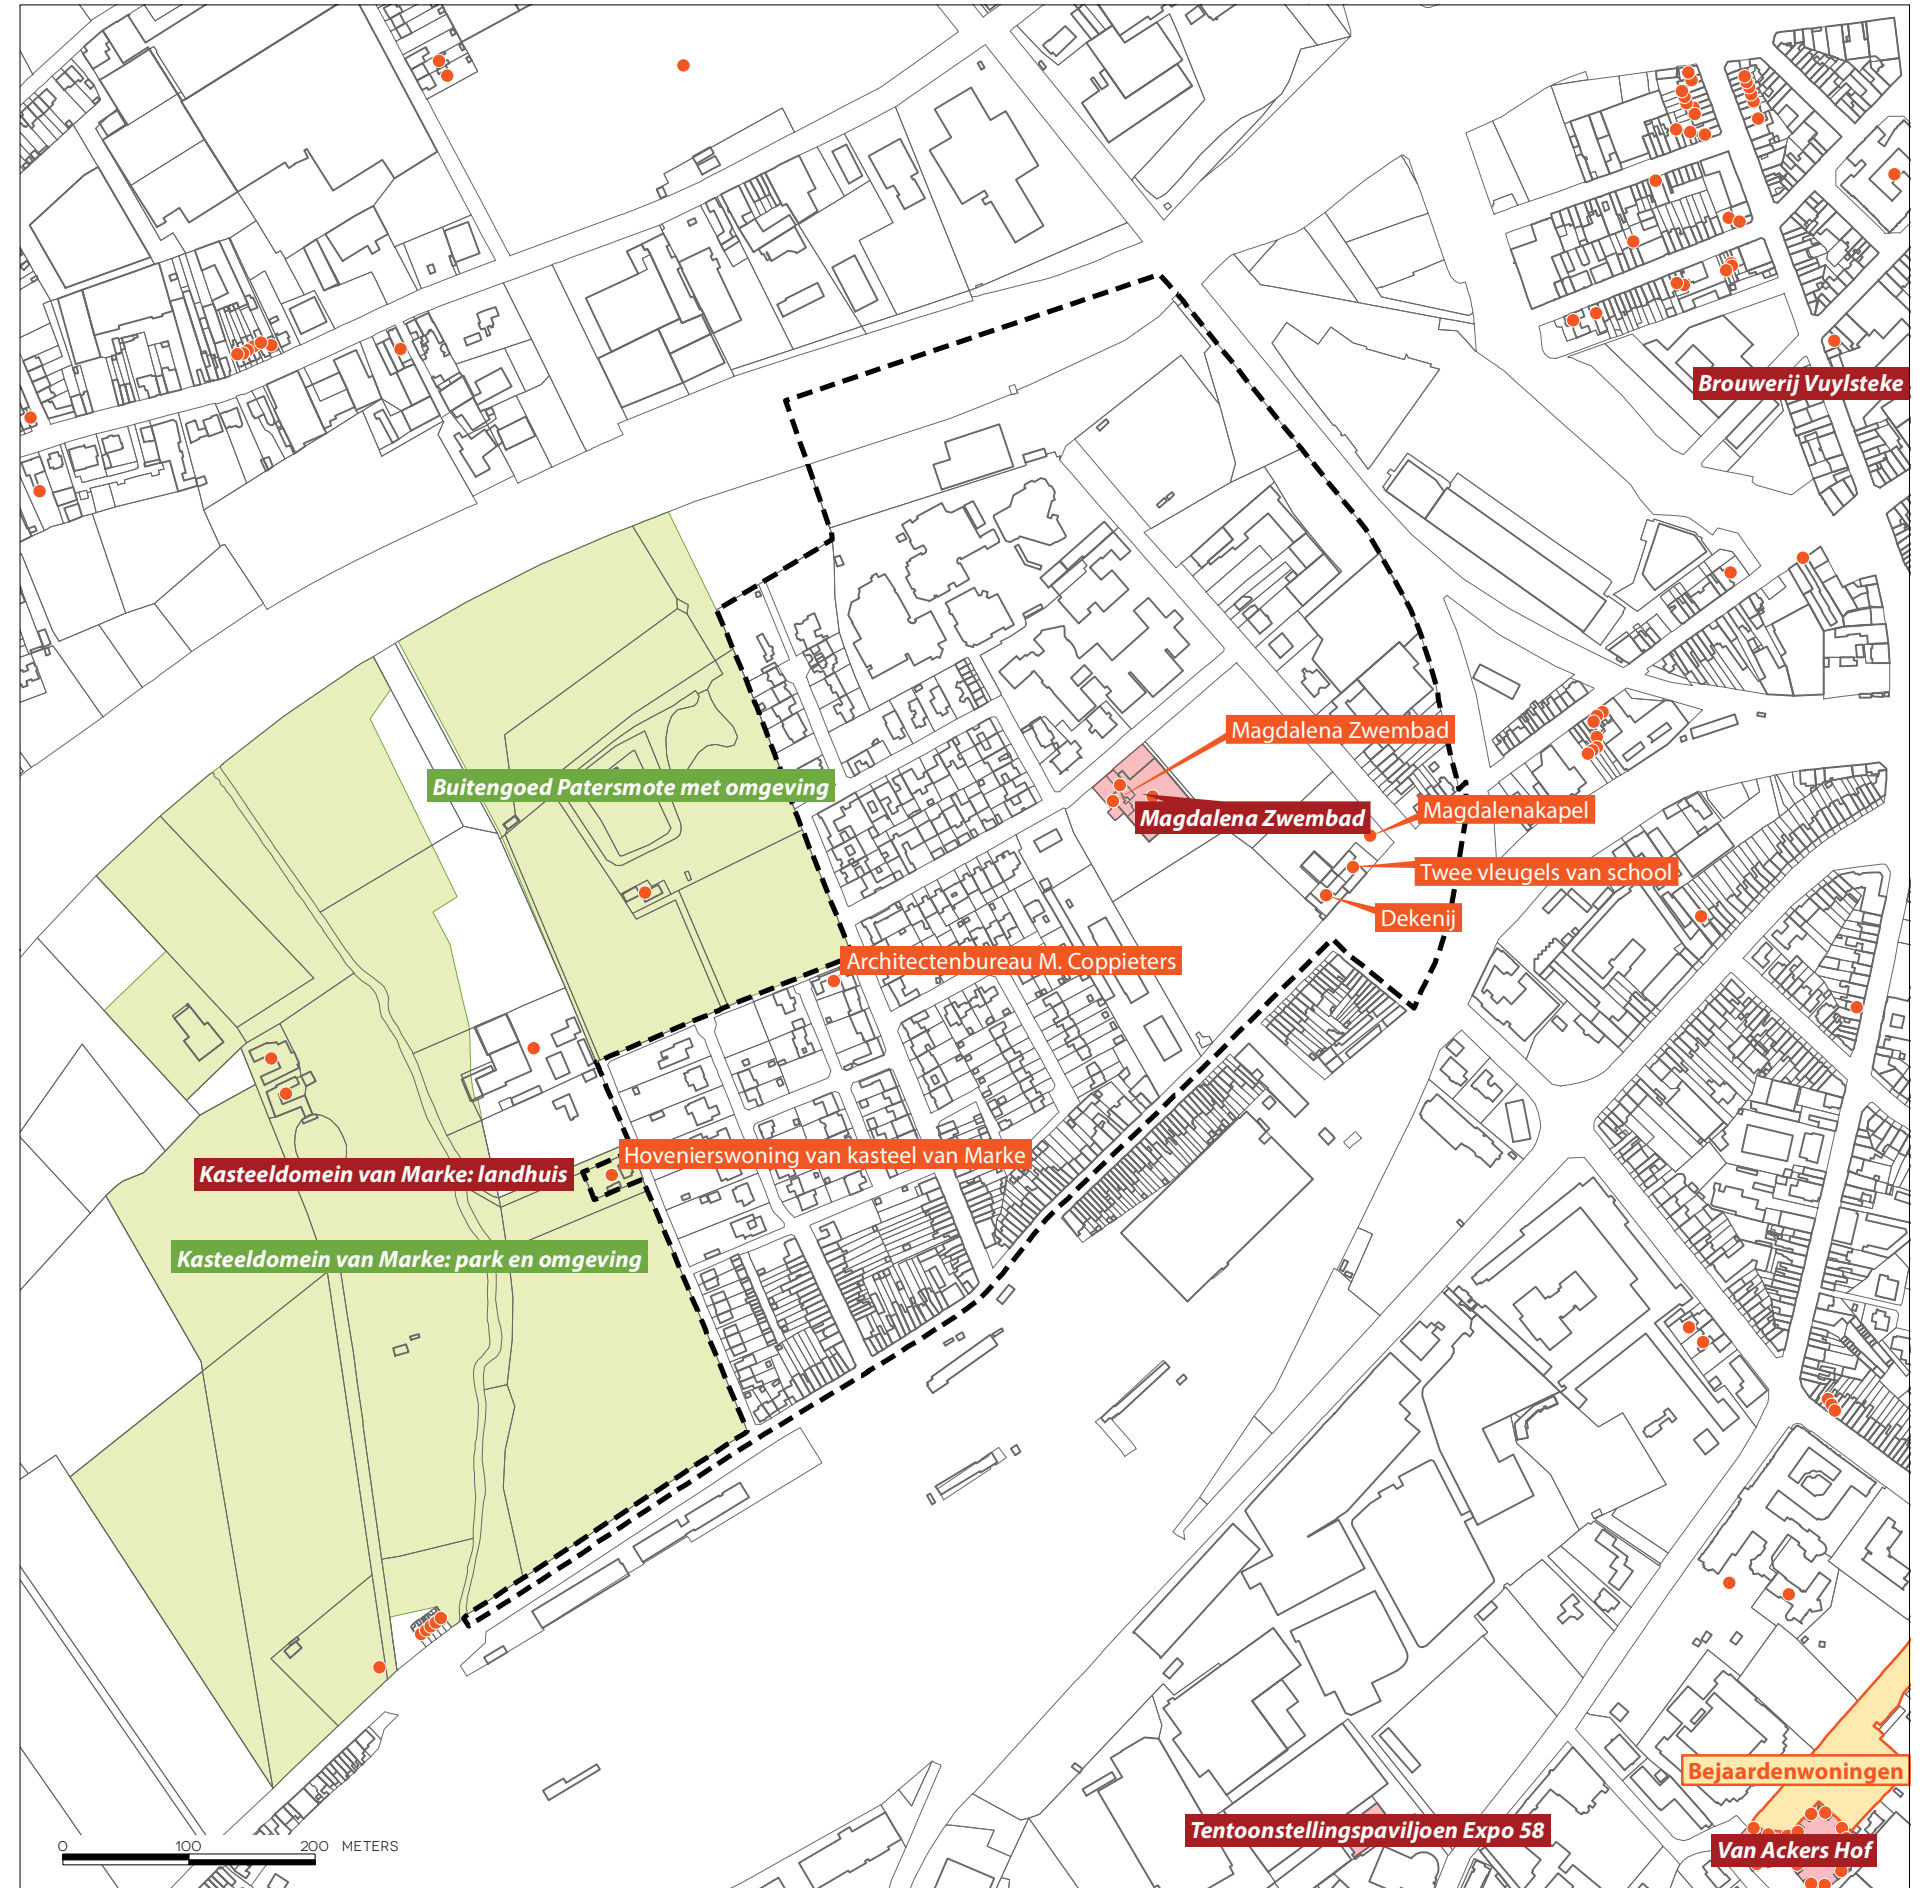 Brouwerij Vuylsteke
Magdalena Zwembad
Buitengoed Patersmote met omgeving
Magdalena Zwembad
Magdalenakapel
Twee vleugels van school
Dekenij
Architectenbureau M. Coppieters
Hovenierswoning van kasteel van Marke
Kasteeldomein van Marke: landhuis
Kasteeldomein van Marke: park en omgeving
Bejaardenwoningen
Tentoonstellingspaviljoen Expo 58
Van Ackers Hof
0 100 200 METERS